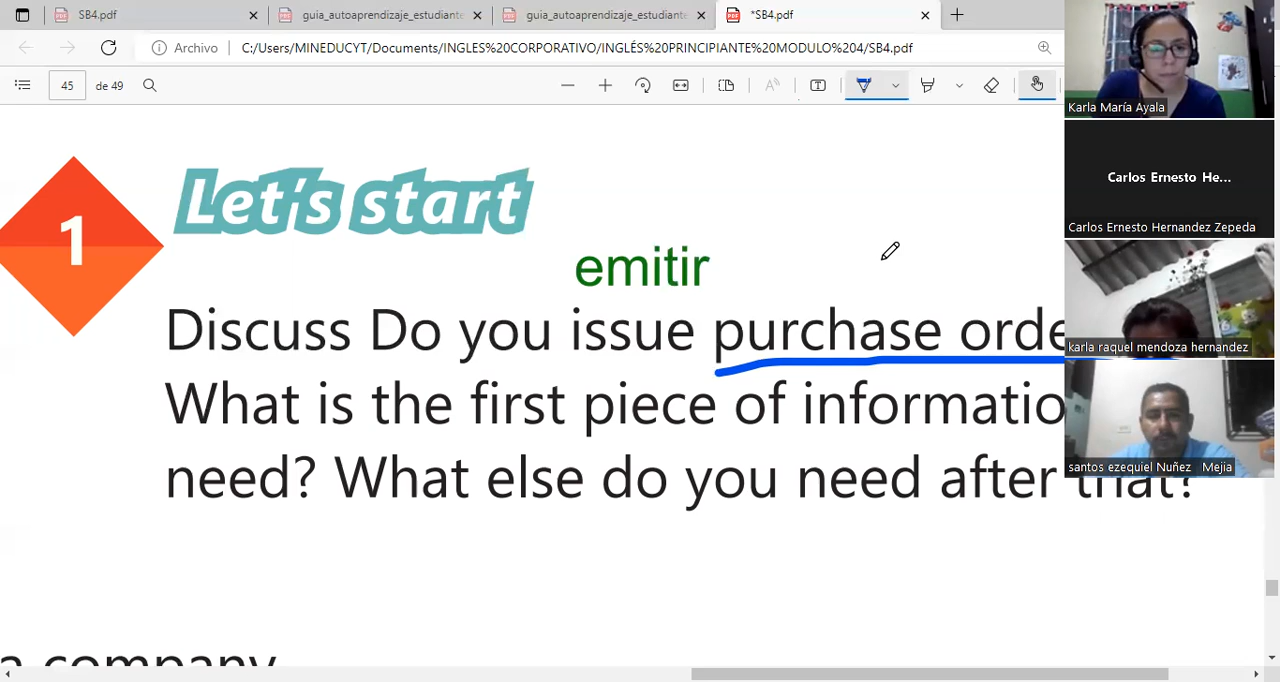 SB4.pdf
guia_autoaprendizaje_estudiante
guia_autoaprendizaje_estudiante
*SB4.pdf
Archivo
C:/Users/MINEDUCYT/Documents/INGLES%20CORPORATIVO/INGLÉS%20PRINCIPIANTE%20MODULO%204/SB4.pdf
45
de 49
Karla María Ayala
Carlos Ernesto He...
Carlos Ernesto Hernandez Zepeda
karla raquel mendoza hernandez
santos ezequiel Nuñez Mejia
1
Let's start
emitir
Discuss Do you issue purchase orde
What is the first piece of informatio
need? What else do you need after that?
a company